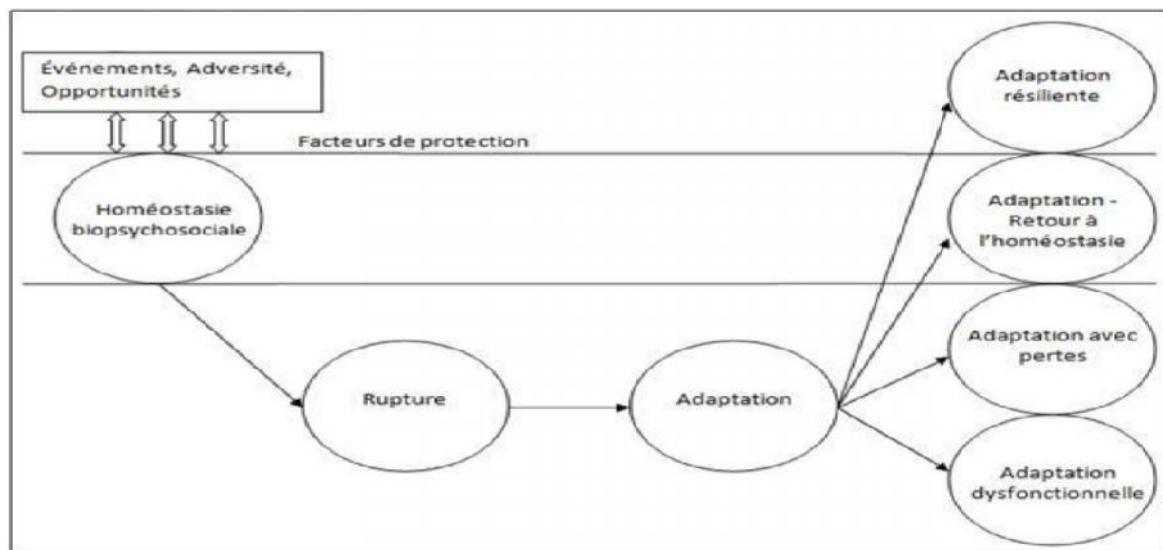 Événements, Adversité,
Opportunités
Facteurs de protection
Homéostasie
biopsychosociale
Rupture
Adaptation
Adaptation
résiliente
Adaptation -
Retour à
l'homéostasie
Adaptation avec
pertes
Adaptation
dysfonctionnelle